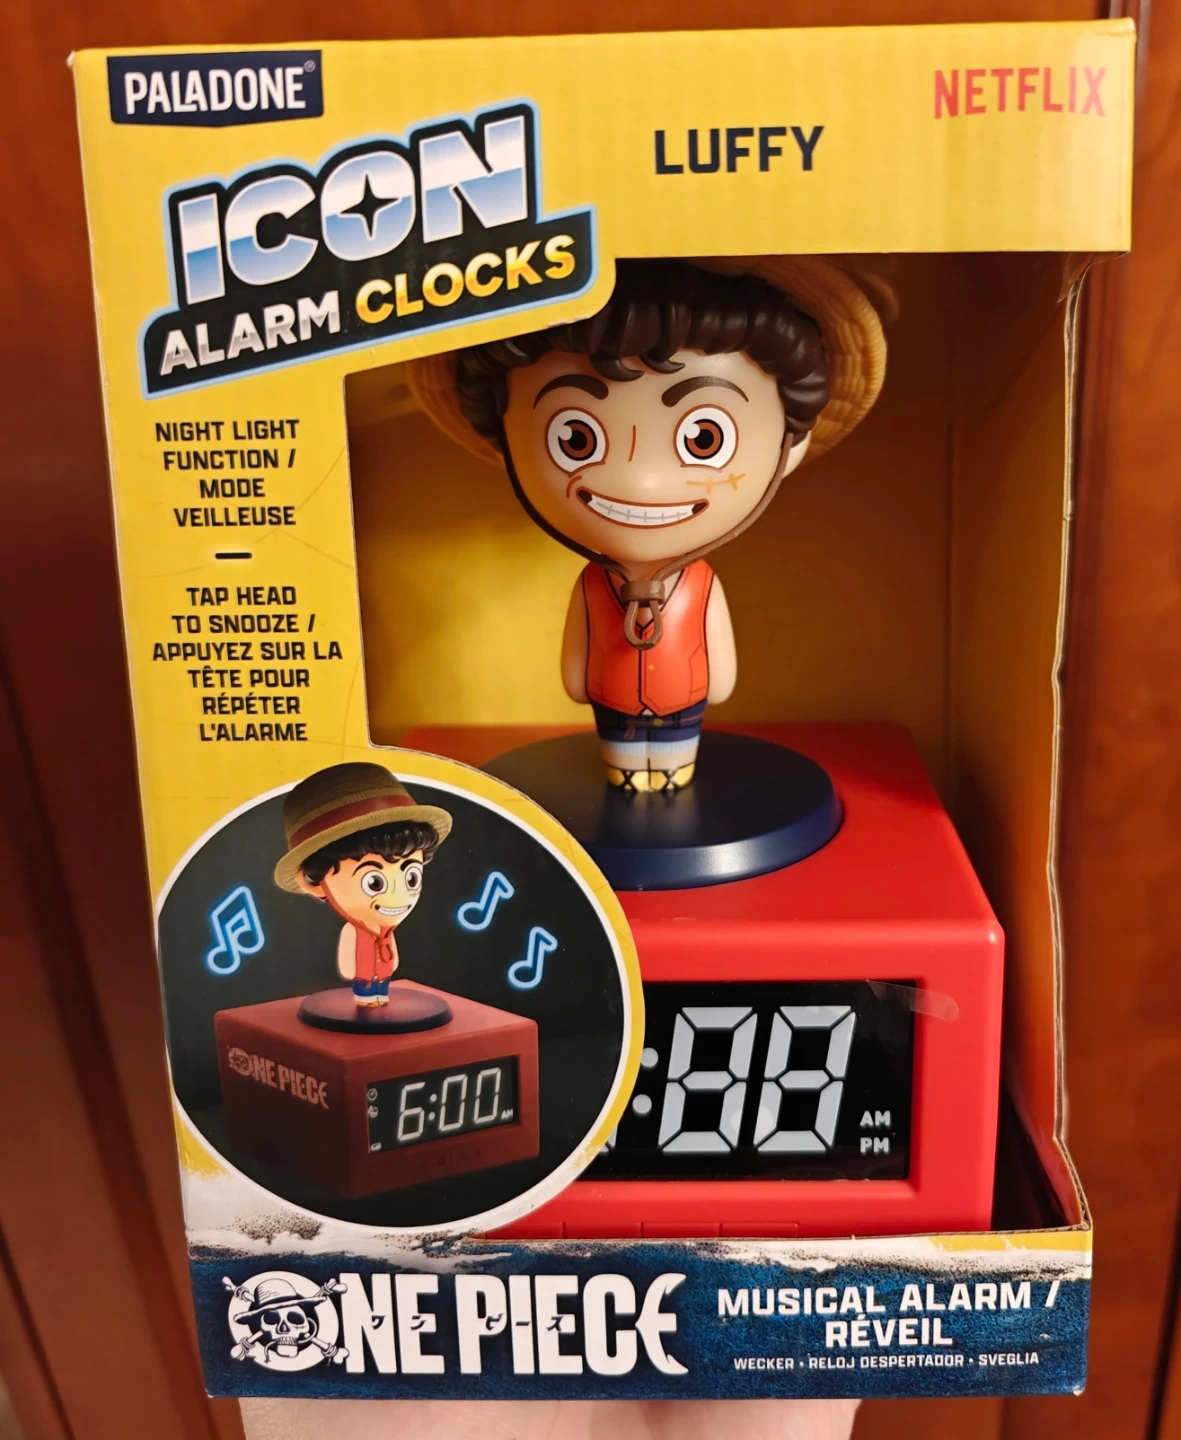 PALADONE®
NETFLIX
LUFFY
ICON
ALARM CLOCKS
NIGHT LIGHT
FUNCTION /
MODE
VEILLEUSE
TAP HEAD
TO SNOOZE /
APPUYEZ SUR LA
TÊTE POUR
RÉPÉTER
L'ALARME
ONE PIECE
6:00
AM
:88
AM
PM
ONE PIECE
ワンピース
MUSICAL ALARM /
RÉVEIL
WECKER • RELOJ DESPERTADOR • SVEGLIA